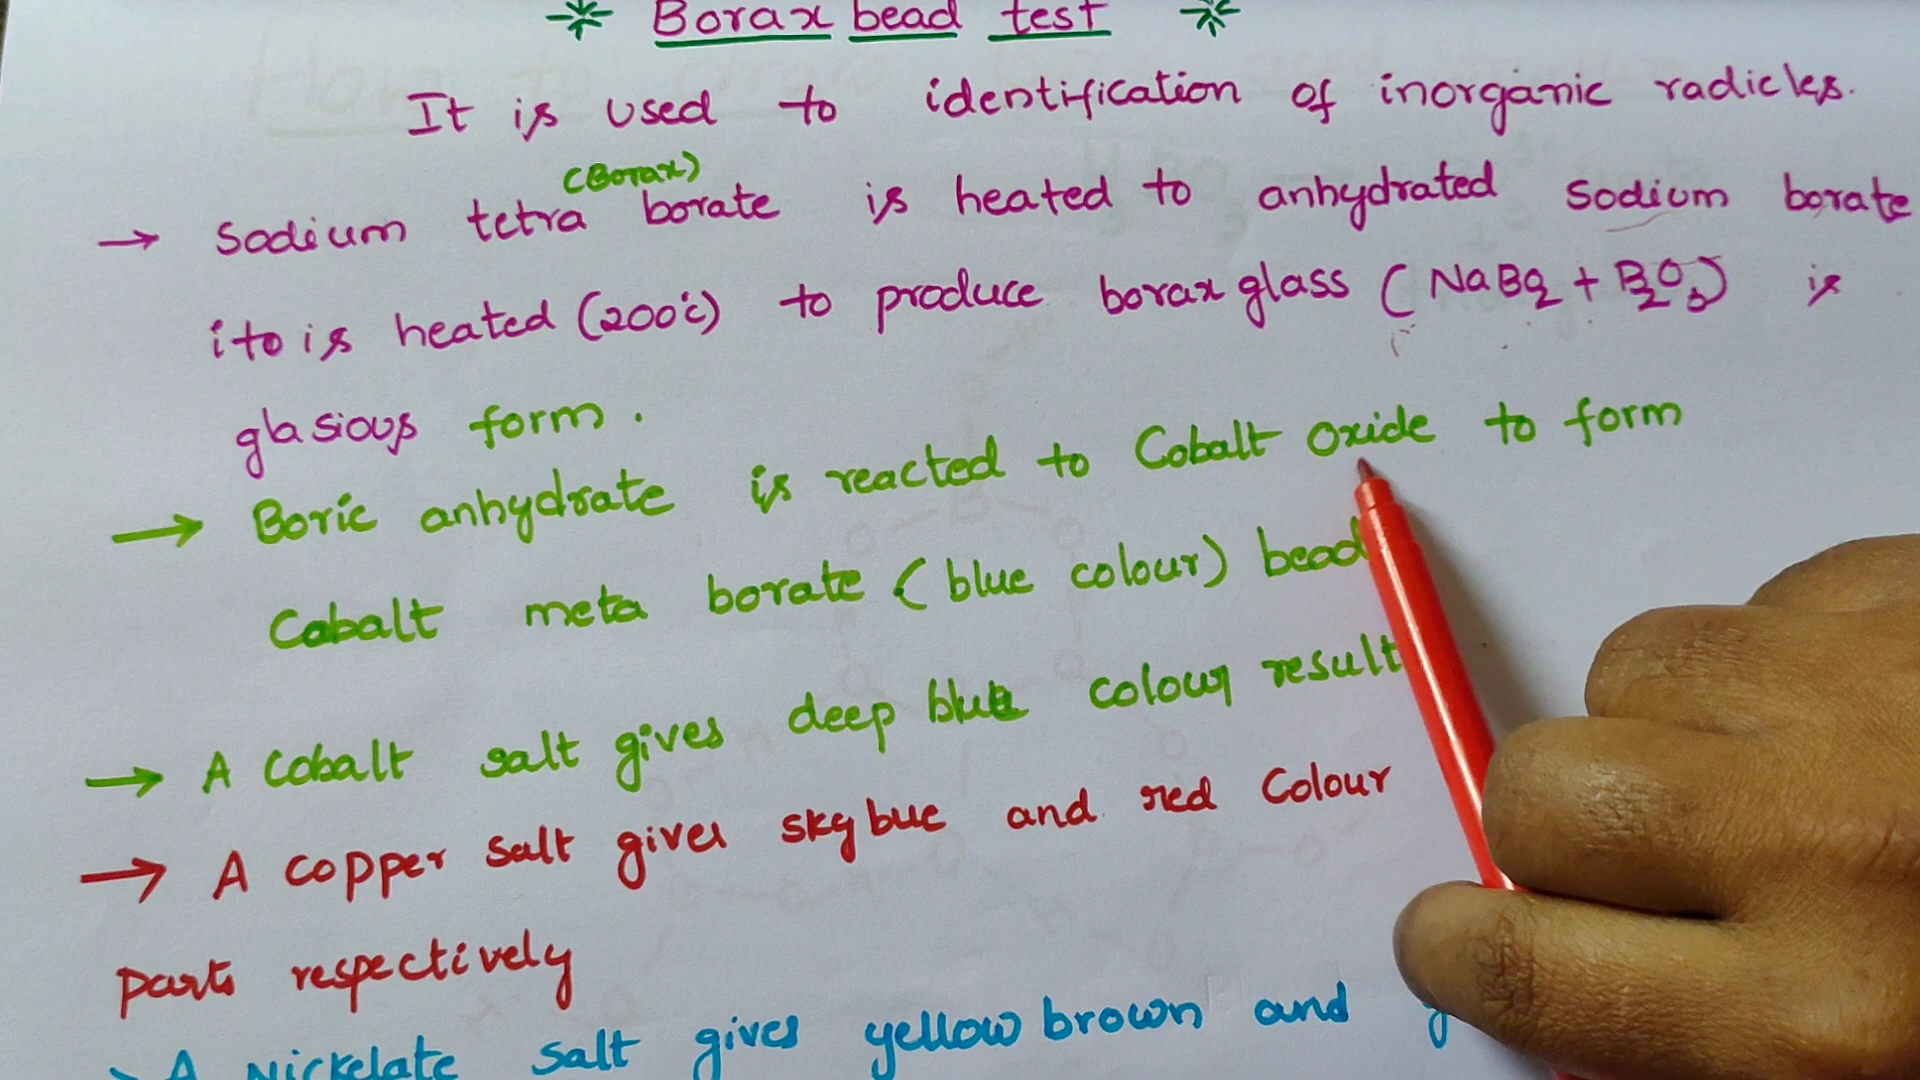 Borax bead test
It is used to identification of inorganic radicles.
(Borax)
→ Sodium tetra borate is heated to anhydrated sodium borate
ito is heated (200°c) to produce borax glass (NaBO2 + B2O3) is
glasious form.
→ Boric anhydrate is reacted to Cobalt oxide to form
Cobalt meta borate (blue colour) bead
→ A Cobalt salt gives deep blue colour result
→ A copper salt gives sky bue and red Colour
Parts respectively
→ A Nickelate salt gives yellow brown and